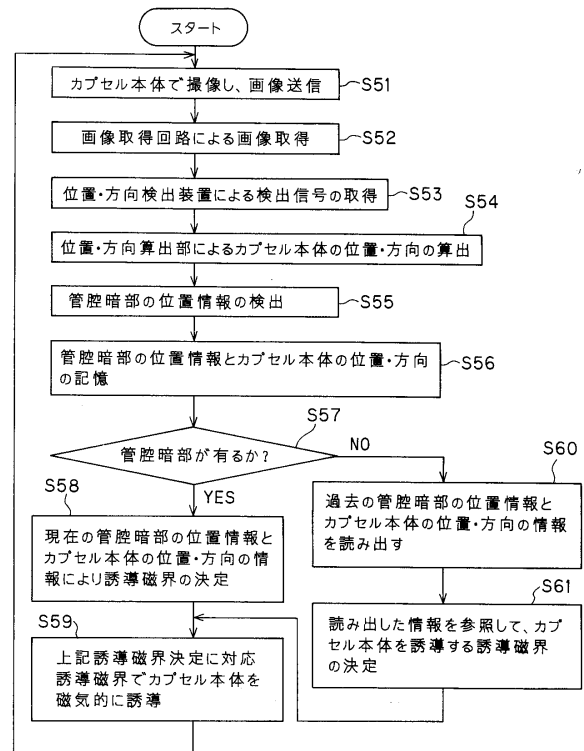 スタート
カプセル本体で撮像し、画像送信
S51
画像取得回路による画像取得
S52
位置・方向検出装置による検出信号の取得
S53
S54
位置・方向算出部によるカプセル本体の位置・方向の算出
管腔暗部の位置情報の検出
S55
管腔暗部の位置情報とカプセル本体の位置・方向
の記憶
S56
S57
管腔暗部が有るか?
NO
YES
S58
現在の管腔暗部の位置情報と
カプセル本体の位置・方向の情
報により誘導磁界の決定
S60
過去の管腔暗部の位置情報と
カプセル本体の位置・方向の情報
を読み出す
S59
上記誘導磁界決定に対応
誘導磁界でカプセル本体を
磁気的に誘導
S61
読み出した情報を参照して、カプ
セル本体を誘導する誘導磁界
の決定